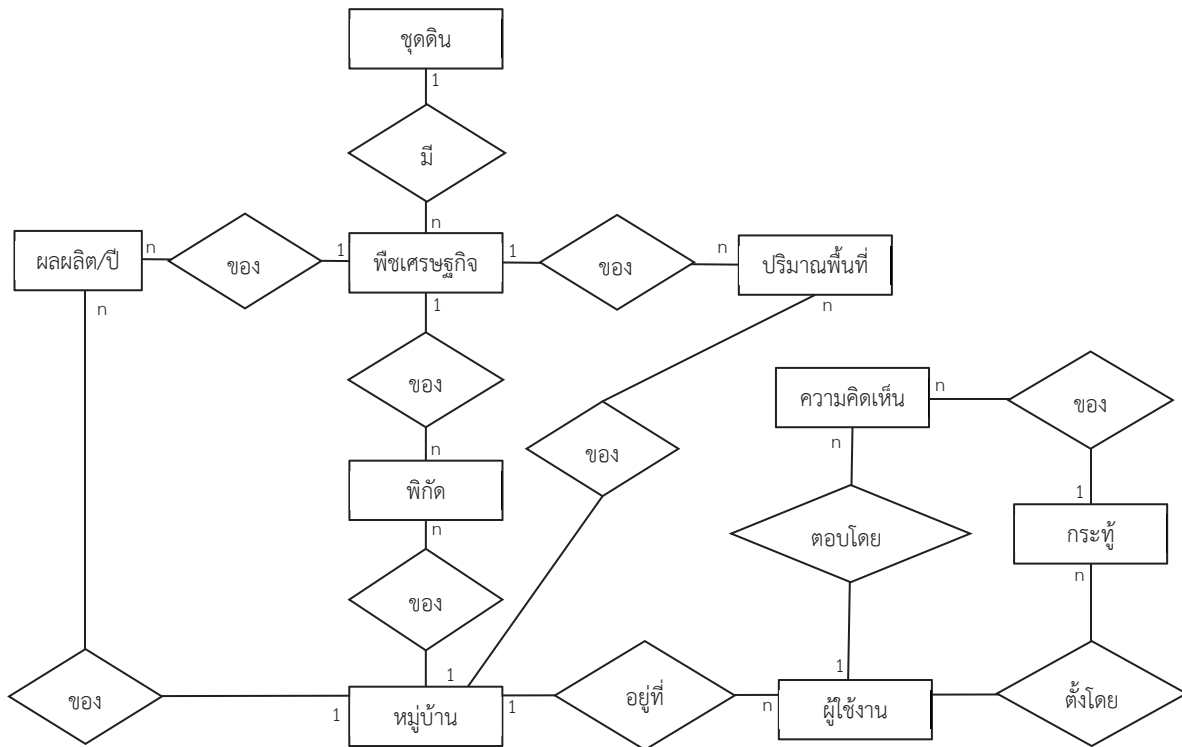 ชุดดิน
1
มี
n
ผลผลิต/ปี
n
ของ
1
พืชเศรษฐกิจ
1
ของ
n
ปริมาณพื้นที่
n
1
n
ของ
ความคิดเห็น
n
ของ
ของ
n
n
พิกัด
n
1
กระทู้
ตอบโดย
n
ของ
1
1
ของ
1
หมู่บ้าน
1
อยู่ที่
n
ผู้ใช้งาน
ตั้งโดย